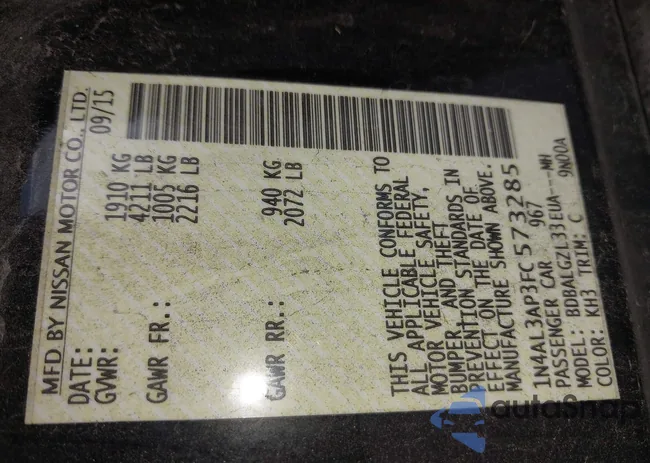 MFD BY NISSAN MOTOR CO., LTD.
DATE: 09/15
GVWR: 1910 KG
4211 LB
GAWR FR.: 1005 KG
2216 LB
GAWR RR.: 940 KG
2072 LB
THIS VEHICLE CONFORMS TO
ALL APPLICABLE FEDERAL
MOTOR VEHICLE SAFETY,
BUMPER, AND THEFT
PREVENTION STANDARDS IN
EFFECT ON THE DATE OF
MANUFACTURE SHOWN ABOVE.
1N4AL3AP3FC573285
PASSENGER CAR 967
MODEL: BDBALGZL33EUA---MH
COLOR: KH3 TRIM: C 9N00A
autoSnap